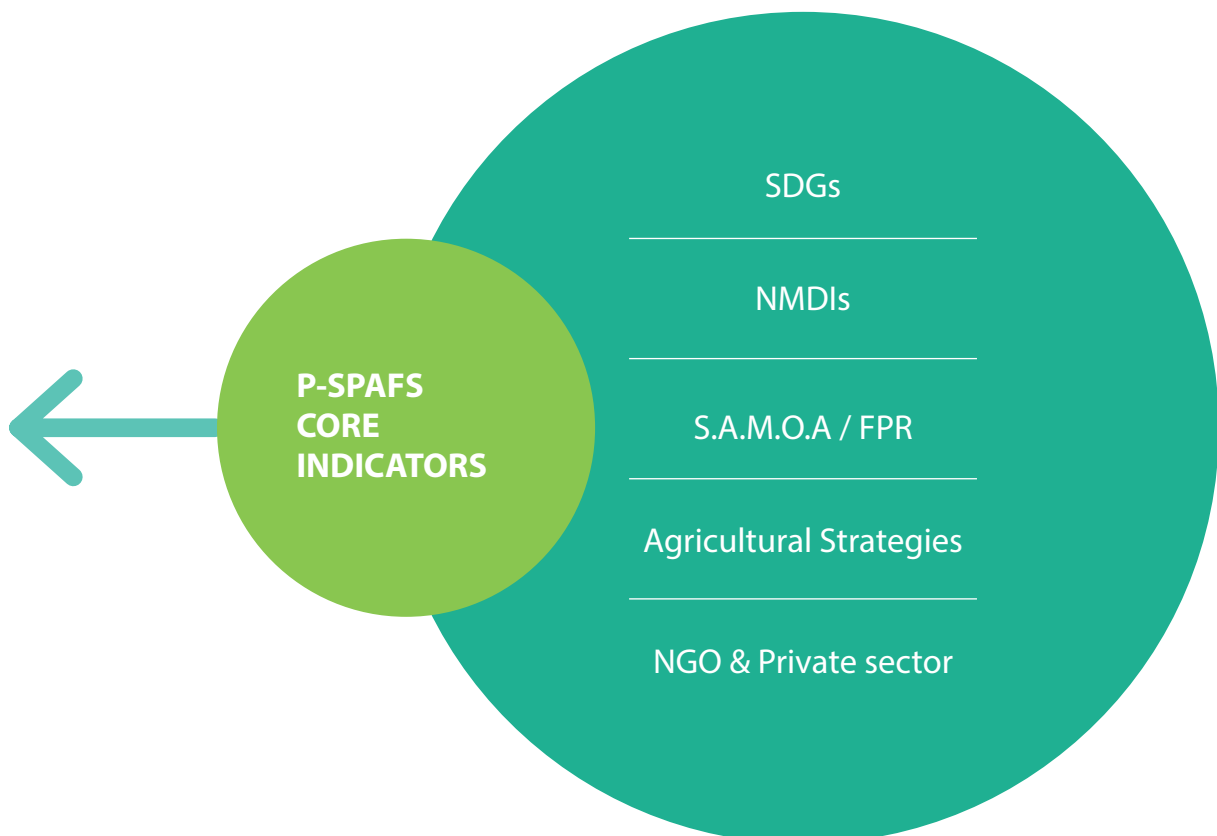 P-SPAFS
CORE
INDICATORS
SDGs
NMDIs
S.A.M.O.A / FPR
Agricultural Strategies
NGO & Private sector